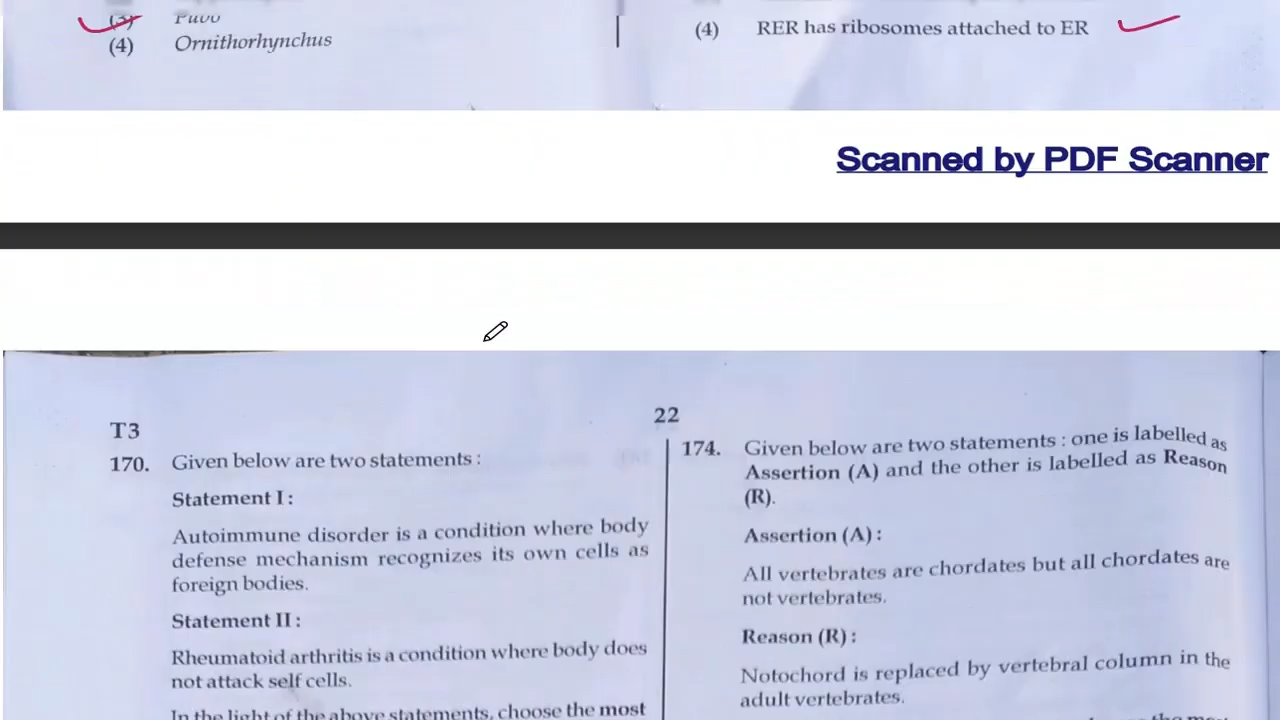 (3) Pavo
(4) Ornithorhynchus
(4) RER has ribosomes attached to ER
Scanned by PDF Scanner
22
T3
170. Given below are two statements :
Statement I :
Autoimmune disorder is a condition where body
defense mechanism recognizes its own cells as
foreign bodies.
Statement II :
Rheumatoid arthritis is a condition where body does
not attack self cells.
In the light of the above statements, choose the most
174. Given below are two statements : one is labelled as
Assertion (A) and the other is labelled as Reason
(R).
Assertion (A) :
All vertebrates are chordates but all chordates are
not vertebrates.
Reason (R) :
Notochord is replaced by vertebral column in the
adult vertebrates.
the most